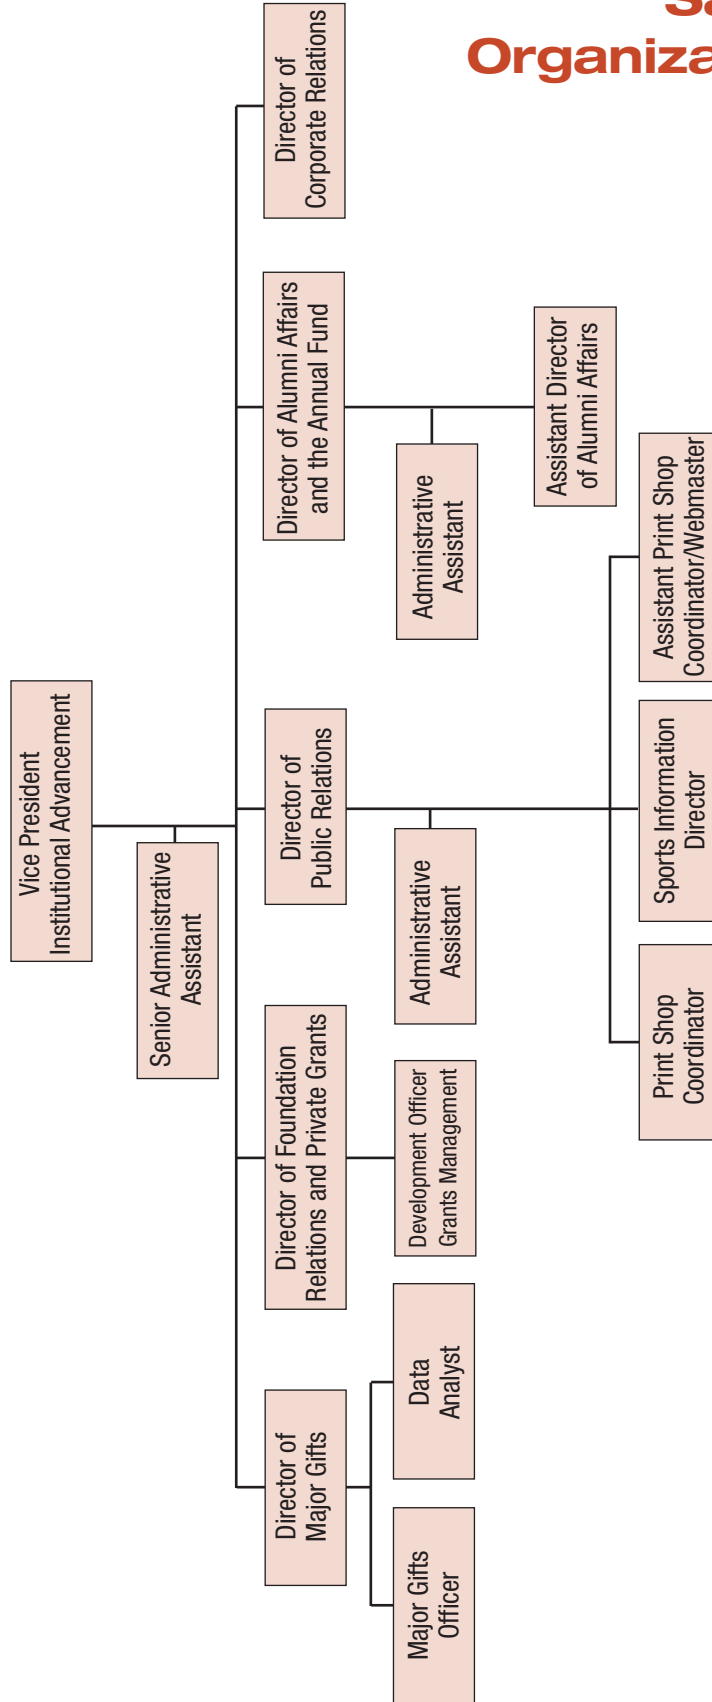 Sa
Organiza
Vice President
Institutional Advancement
Senior Administrative
Assistant
Director of
Major Gifts
Director of Foundation
Relations and Private Grants
Director of
Public Relations
Director of Alumni Affairs
and the Annual Fund
Director of
Corporate Relations
Major Gifts
Officer
Data
Analyst
Development Officer
Grants Management
Administrative
Assistant
Administrative
Assistant
Assistant Director
of Alumni Affairs
Print Shop
Coordinator
Sports Information
Director
Assistant Print Shop
Coordinator/Webmaster